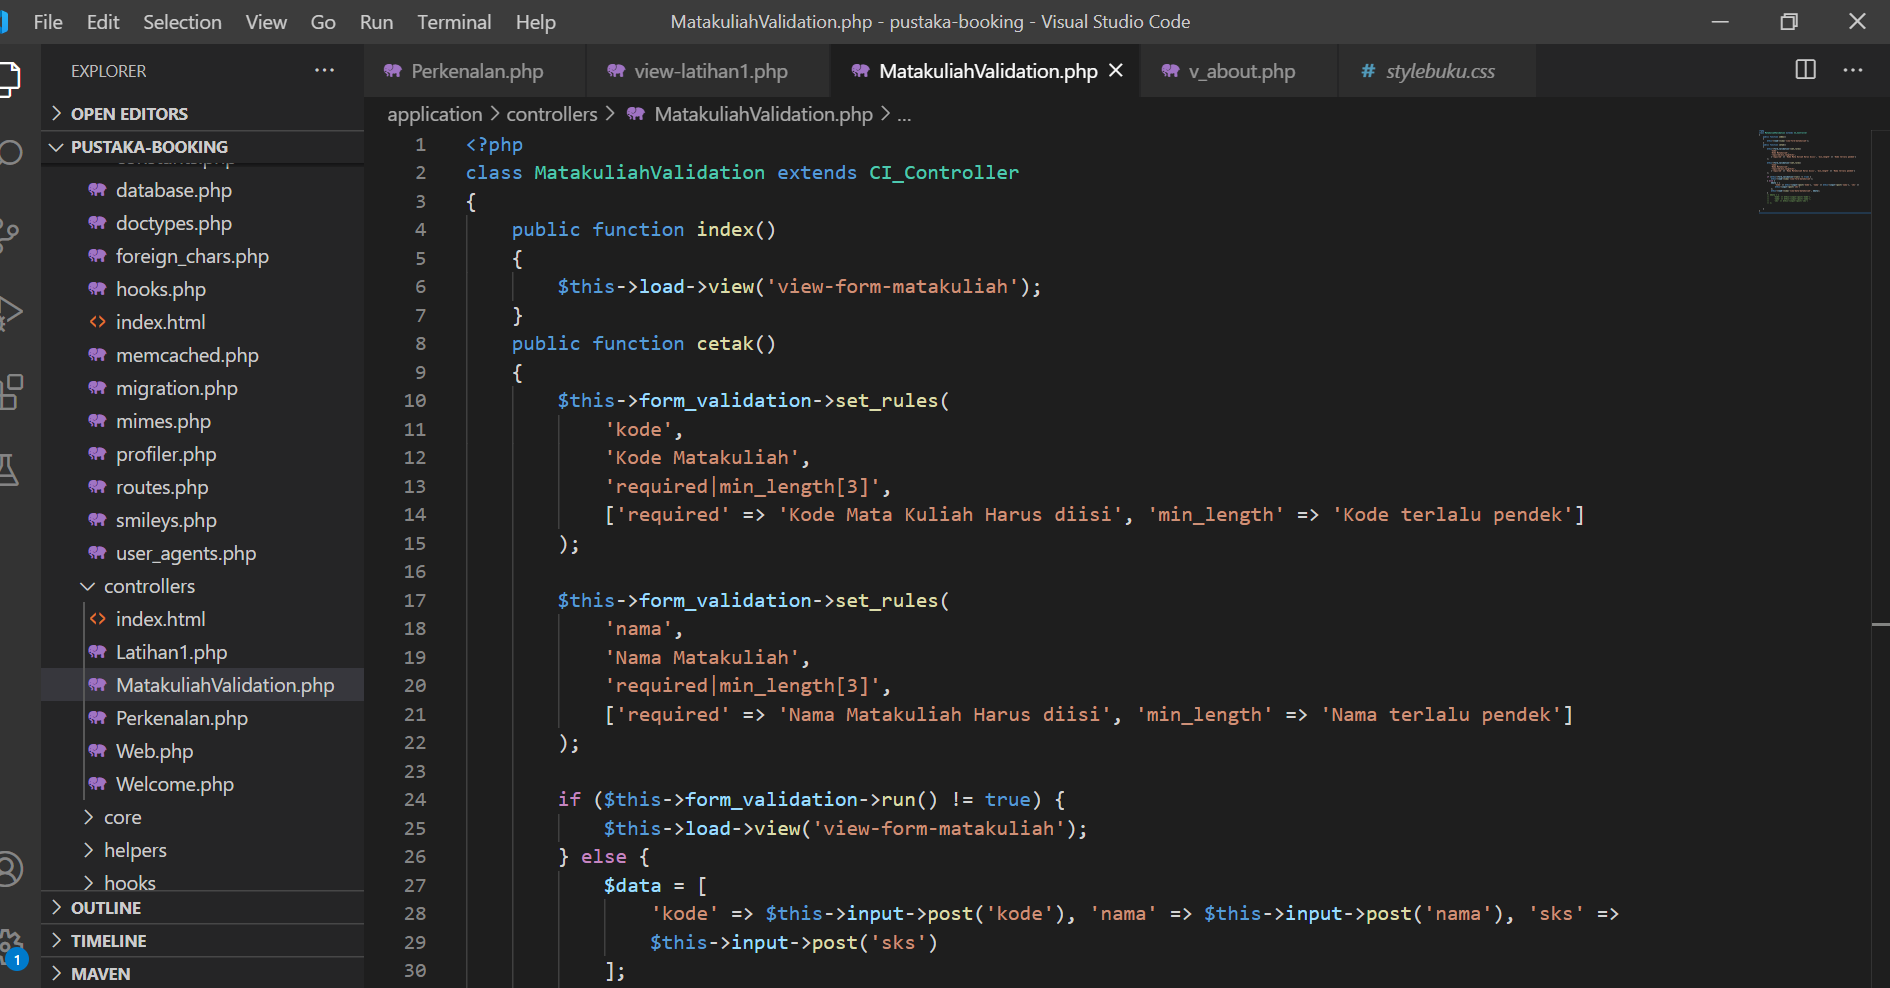 File Edit Selection View Go Run Terminal Help MatakuliahValidation.php - pustaka-booking - Visual Studio Code
EXPLORER
Perkenalan.php view-latihan1.php MatakuliahValidation.php v_about.php # stylebuku.css
OPEN EDITORS
PUSTAKA-BOOKING
database.php
doctypes.php
foreign_chars.php
hooks.php
index.html
memcached.php
migration.php
mimes.php
profiler.php
routes.php
smileys.php
user_agents.php
controllers
index.html
Latihan1.php
MatakuliahValidation.php
Perkenalan.php
Web.php
Welcome.php
core
helpers
hooks
OUTLINE
TIMELINE
MAVEN
1
application > controllers > MatakuliahValidation.php > ...
1 <?php
2 class MatakuliahValidation extends CI_Controller
3 {
4 public function index()
5 {
6 $this->load->view('view-form-matakuliah');
7 }
8 public function cetak()
9 {
10 $this->form_validation->set_rules(
11 'kode',
12 'Kode Matakuliah',
13 'required|min_length[3]',
14 ['required' => 'Kode Mata Kuliah Harus diisi', 'min_length' => 'Kode terlalu pendek']
15 );
16
17 $this->form_validation->set_rules(
18 'nama',
19 'Nama Matakuliah',
20 'required|min_length[3]',
21 ['required' => 'Nama Matakuliah Harus diisi', 'min_length' => 'Nama terlalu pendek']
22 );
23
24 if ($this->form_validation->run() != true) {
25 $this->load->view('view-form-matakuliah');
26 } else {
27 $data = [
28 'kode' => $this->input->post('kode'), 'nama' => $this->input->post('nama'), 'sks' =>
29 $this->input->post('sks')
30 ];